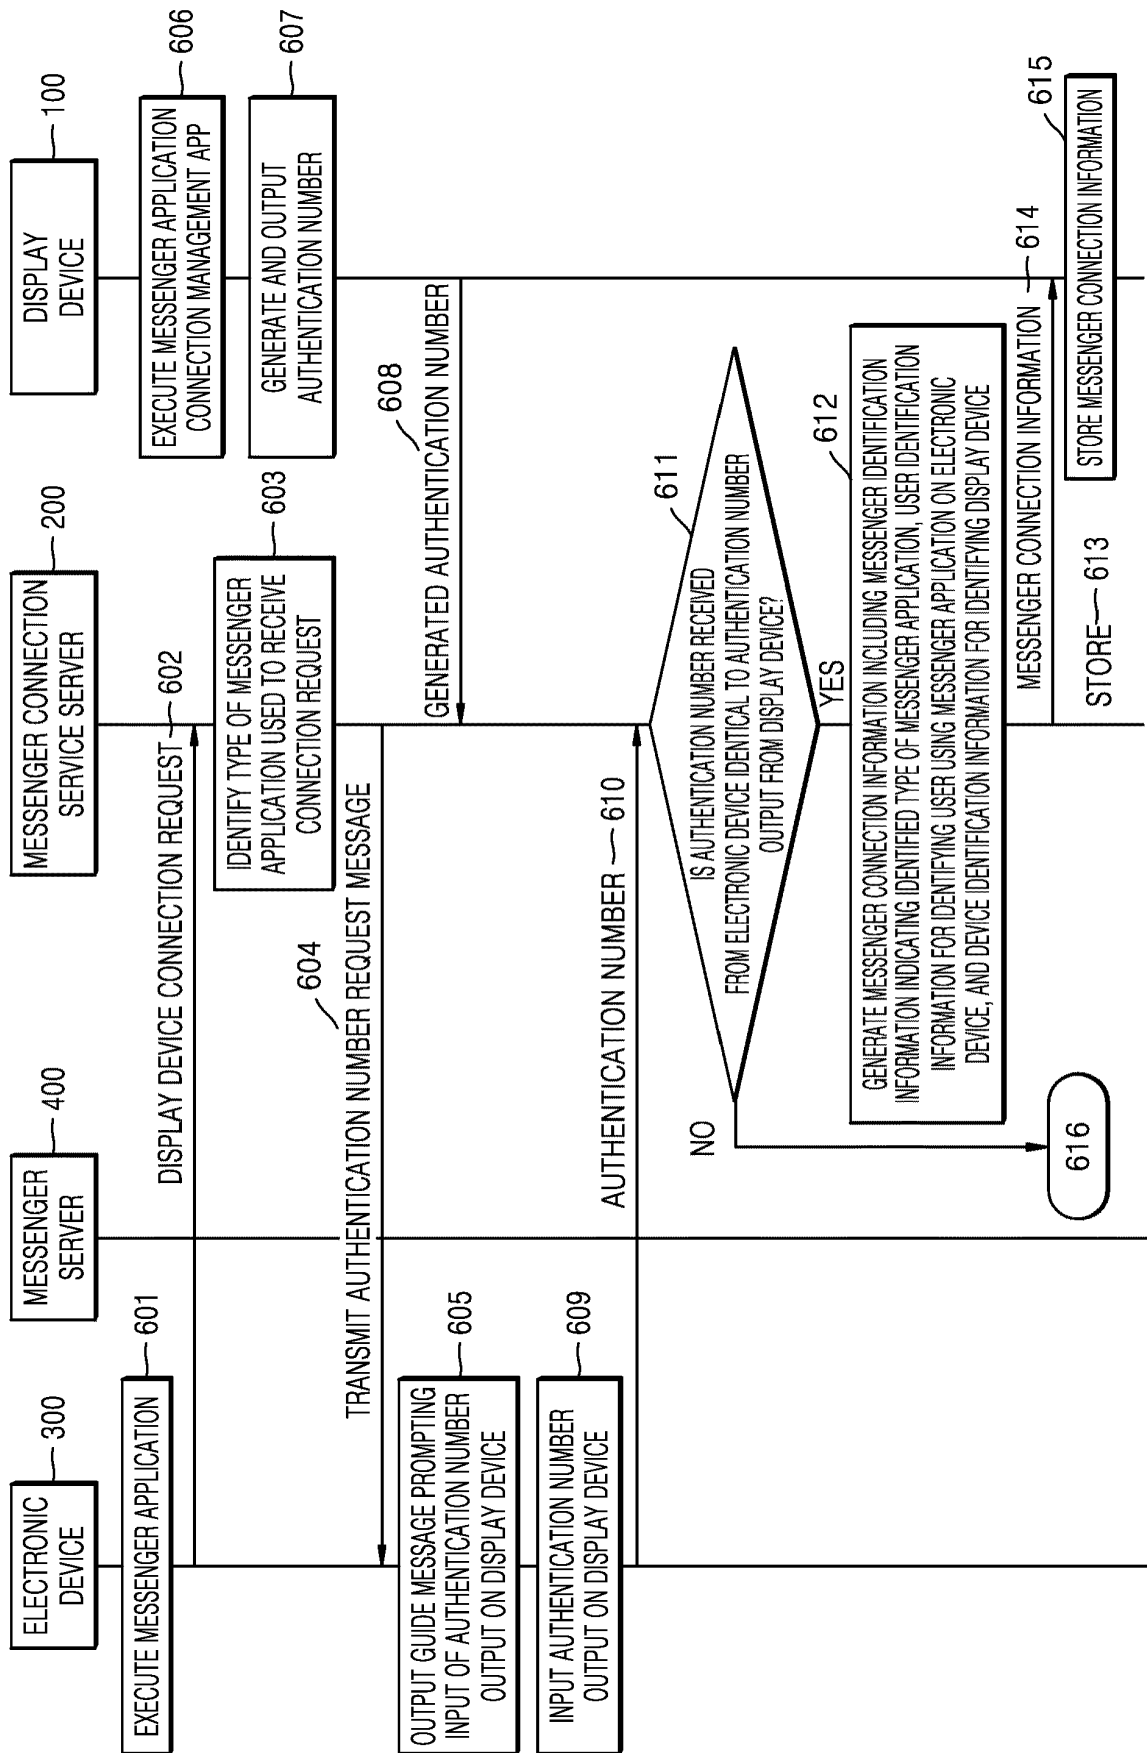 ELECTRONIC
DEVICE
300
MESSENGER
SERVER
400
MESSENGER CONNECTION
SERVICE SERVER
200
DISPLAY
DEVICE
100
EXECUTE MESSENGER APPLICATION
601
DISPLAY DEVICE CONNECTION REQUEST 602
IDENTIFY TYPE OF MESSENGER
APPLICATION USED TO RECEIVE
CONNECTION REQUEST
603
TRANSMIT AUTHENTICATION NUMBER REQUEST MESSAGE
604
OUTPUT GUIDE MESSAGE PROMPTING
INPUT OF AUTHENTICATION NUMBER
OUTPUT ON DISPLAY DEVICE
605
EXECUTE MESSENGER APPLICATION
CONNECTION MANAGEMENT APP
606
GENERATE AND OUTPUT
AUTHENTICATION NUMBER
607
608
GENERATED AUTHENTICATION NUMBER
INPUT AUTHENTICATION NUMBER
OUTPUT ON DISPLAY DEVICE
609
AUTHENTICATION NUMBER 610
IS AUTHENTICATION NUMBER RECEIVED
FROM ELECTRONIC DEVICE IDENTICAL TO AUTHENTICATION NUMBER
OUTPUT FROM DISPLAY DEVICE?
611
NO
YES
616
GENERATE MESSENGER CONNECTION INFORMATION INCLUDING MESSENGER IDENTIFICATION
INFORMATION INDICATING IDENTIFIED TYPE OF MESSENGER APPLICATION, USER IDENTIFICATION
INFORMATION FOR IDENTIFYING USER USING MESSENGER APPLICATION ON ELECTRONIC
DEVICE, AND DEVICE IDENTIFICATION INFORMATION FOR IDENTIFYING DISPLAY DEVICE
612
MESSENGER CONNECTION INFORMATION 614
STORE 613
STORE MESSENGER CONNECTION INFORMATION
615